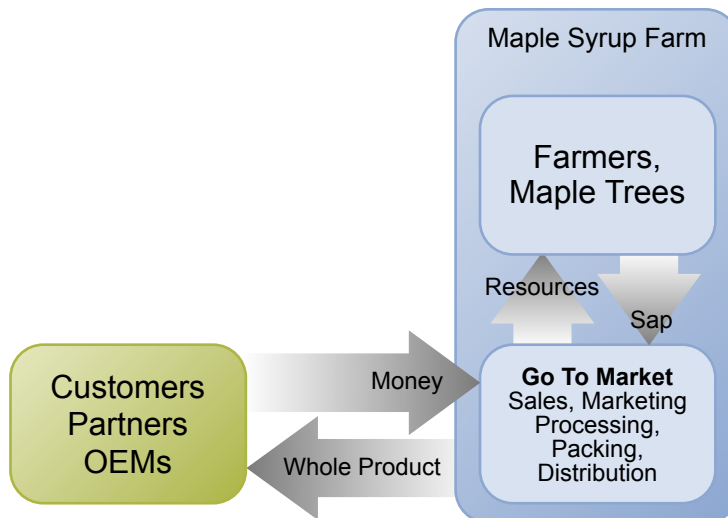 Maple Syrup Farm
Farmers,
Maple Trees
Resources
Sap
Customers
Partners
OEMs
Money
Whole Product
Go To Market
Sales, Marketing
Processing,
Packing,
Distribution